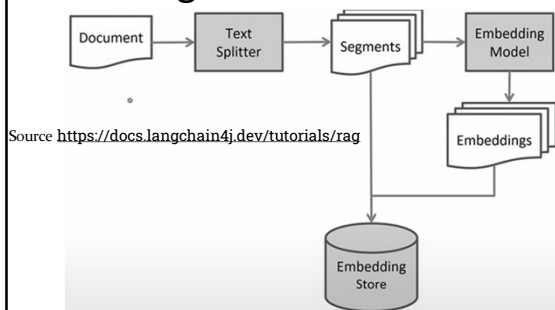 Document
Text
Splitter
Segments
Embedding
Model
Source https://docs.langchain4j.dev/tutorials/rag
Embeddings
Embedding
Store